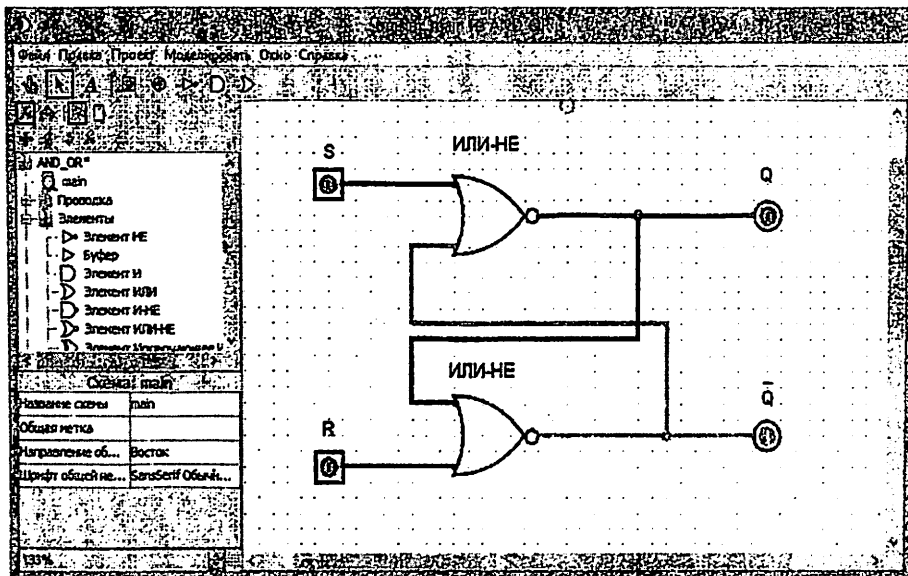 Файл Правка Проект Моделировать Окно Справка
AND_OR*
main
Проводка
Элементы
Элемент НЕ
Буфер
Элемент И
Элемент ИЛИ
Элемент И-НЕ
Элемент ИЛИ-НЕ
Схема: main
Название схемы main
Общая метка
Направление об... Восток
Шрифт общей ме... SansSerif Обычн...
133%
S
ИЛИ-НЕ
Q
R
ИЛИ-НЕ
Q̅